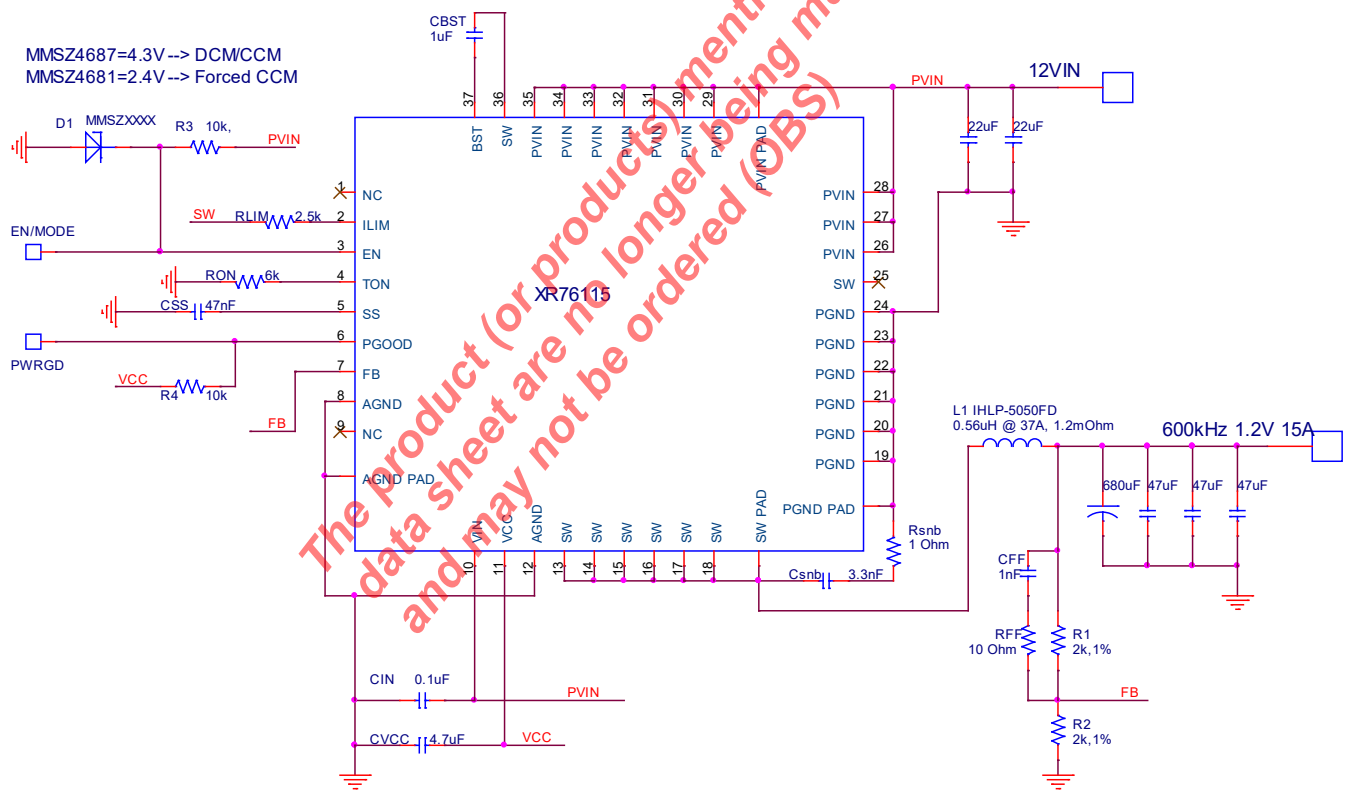 MMSZ4687=4.3V--> DCM/CCM
MMSZ4681=2.4V--> Forced CCM
CBST
1uF
12VIN
PVIN
22uF
22uF
D1
MMSZXXXX
R3
10k,
PVIN
37
36
35
34
33
32
31
30
29
BST
SW
PVIN
PVIN
PVIN
PVIN
PVIN
PVIN
PVIN
PVIN PAD
1
NC
SW
RLIM
2.5k
2
ILIM
EN/MODE
3
EN
RON
6k
4
TON
CSS
47nF
5
SS
6
PGOOD
PWRGD
7
FB
VCC
R4
10k
8
AGND
FB
9
NC
AGND PAD
XR76115
PVIN
28
PVIN
27
PVIN
26
SW
25
PGND
24
PGND
23
PGND
22
PGND
21
PGND
20
PGND
19
PGND PAD
VIN
VCC
AGND
SW
SW
SW
SW
SW
SW
SW PAD
10
11
12
13
14
15
16
17
18
Rsnb
1 Ohm
Csnb
3.3nF
L1 IHLP-5050FD
0.56uH @ 37A, 1.2mOhm
600kHz 1.2V 15A
680uF
47uF
47uF
47uF
CFF
1nF
RFF
10 Ohm
R1
2k,1%
FB
R2
2k,1%
CIN
0.1uF
PVIN
CVCC
4.7uF
VCC
The product (or products) menti
data sheet are no longer being ma
and may not be ordered (OBS)